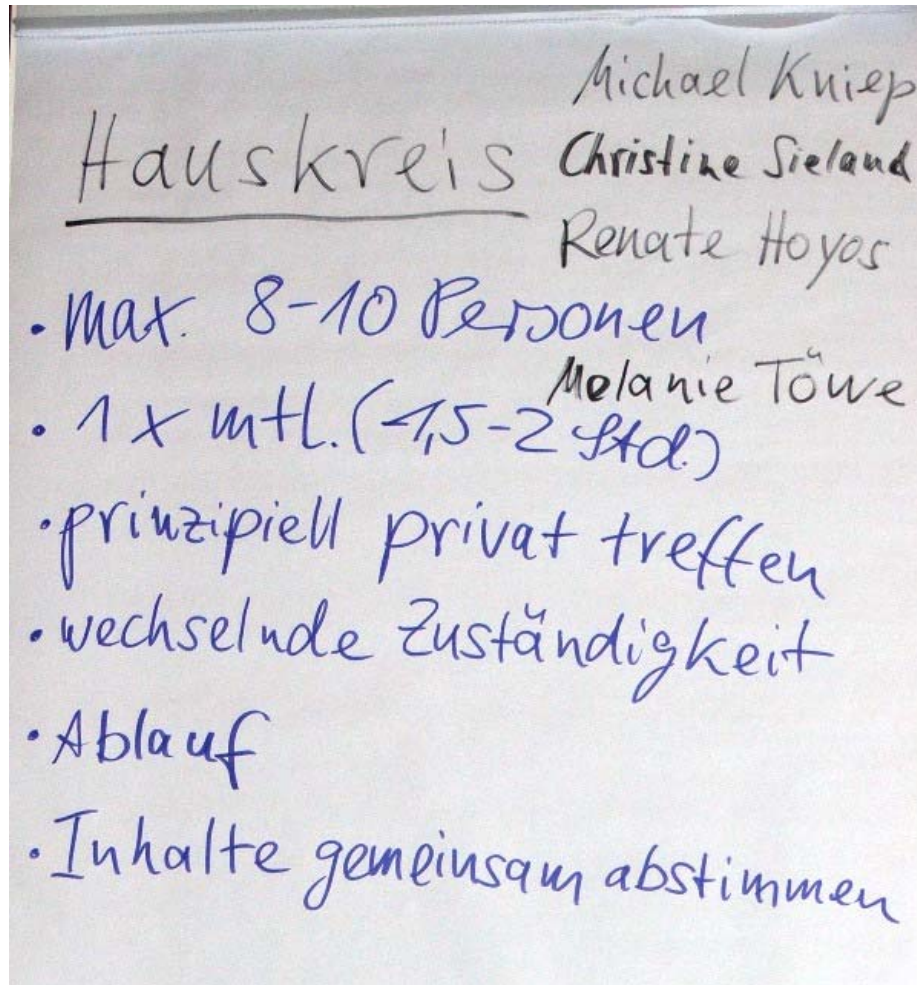 Michael Kniep
Hauskreis
Christine Sieland
Renate Hoyos
• max. 8-10 Personen
Melanie Töwe
• 1 x mtl. (1,5-2 Std.)
• prinzipiell privat treffen
• wechselnde Zuständigkeit
• Ablauf
• Inhalte gemeinsam abstimmen